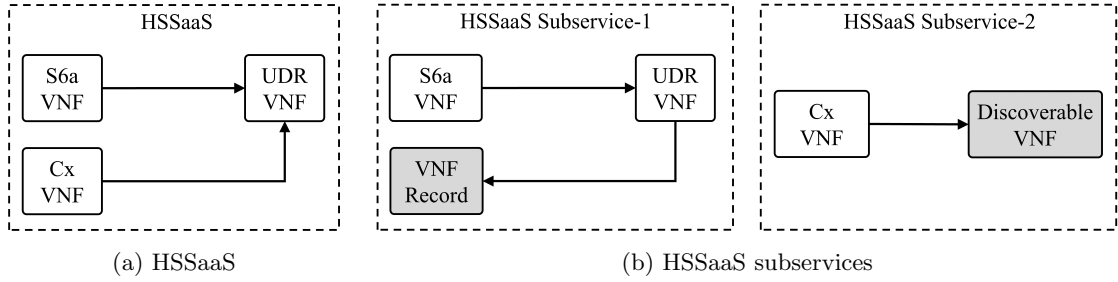 HSSaaS
S6a
VNF
UDR
VNF
Cx
VNF
(a) HSSaaS
HSSaaS Subservice-1
S6a
VNF
UDR
VNF
VNF
Record
HSSaaS Subservice-2
Cx
VNF
Discoverable
VNF
(b) HSSaaS subservices